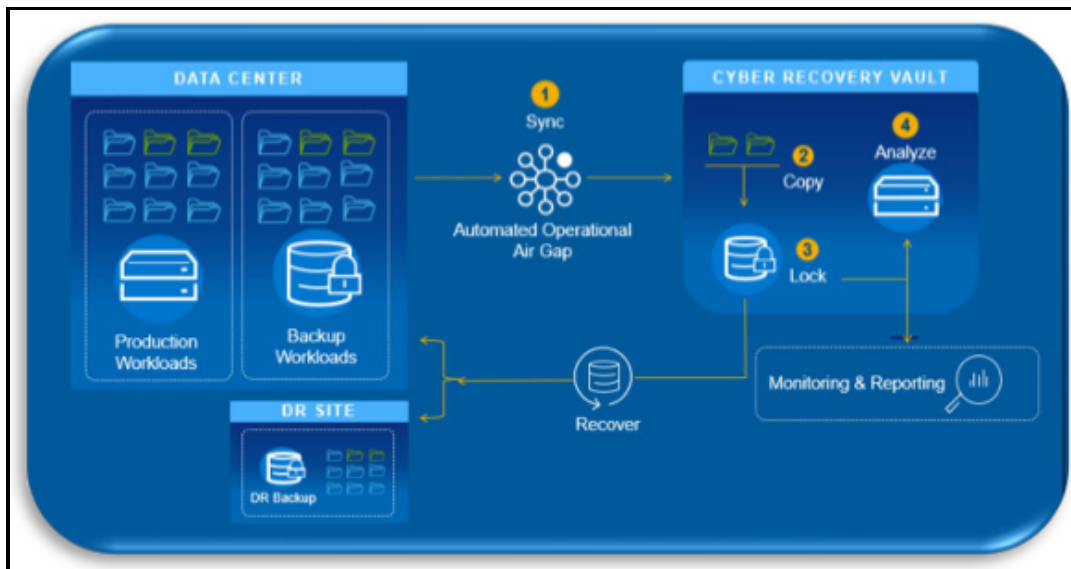 DATA CENTER
Production
Workloads
Backup
Workloads
1
Sync
Automated Operational
Air Gap
CYBER RECOVERY VAULT
2
Copy
3
Lock
4
Analyze
Monitoring & Reporting
Recover
DR SITE
DR Backup